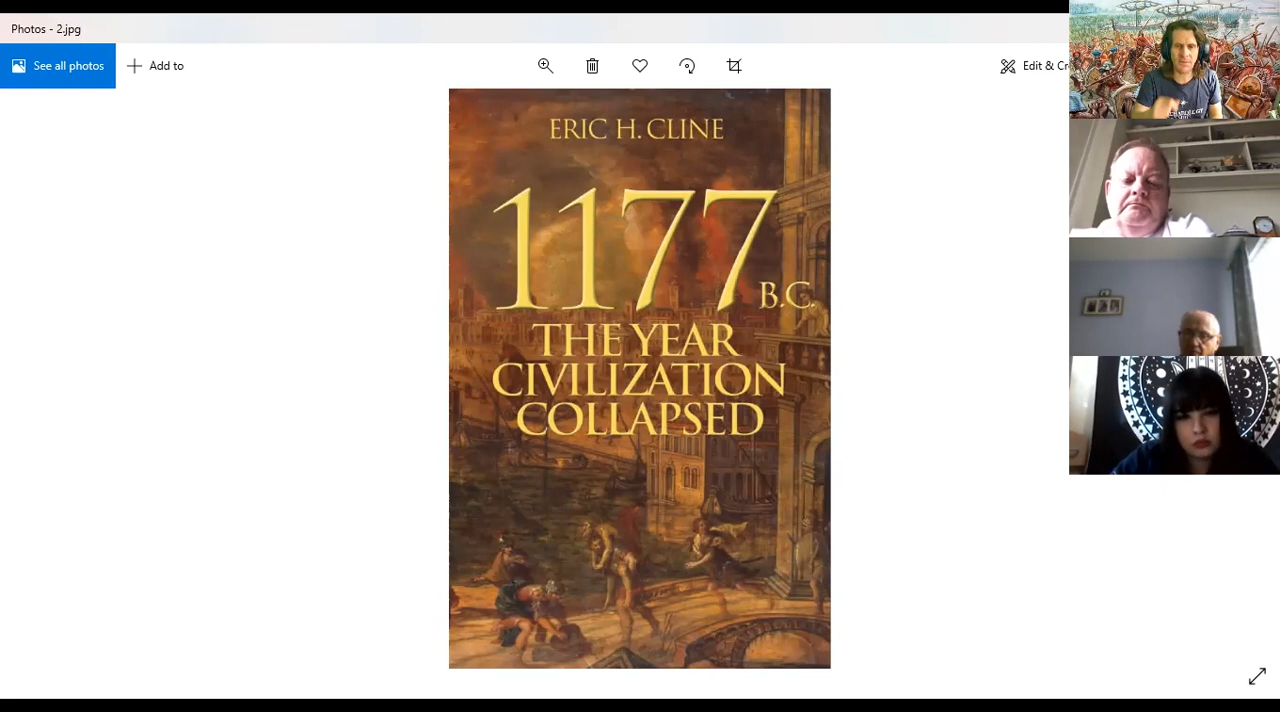 Photos - 2.jpg
See all photos
Add to
Edit & Cr
ERIC H. CLINE
1177
B.C.
THE YEAR
CIVILIZATION
COLLAPSED